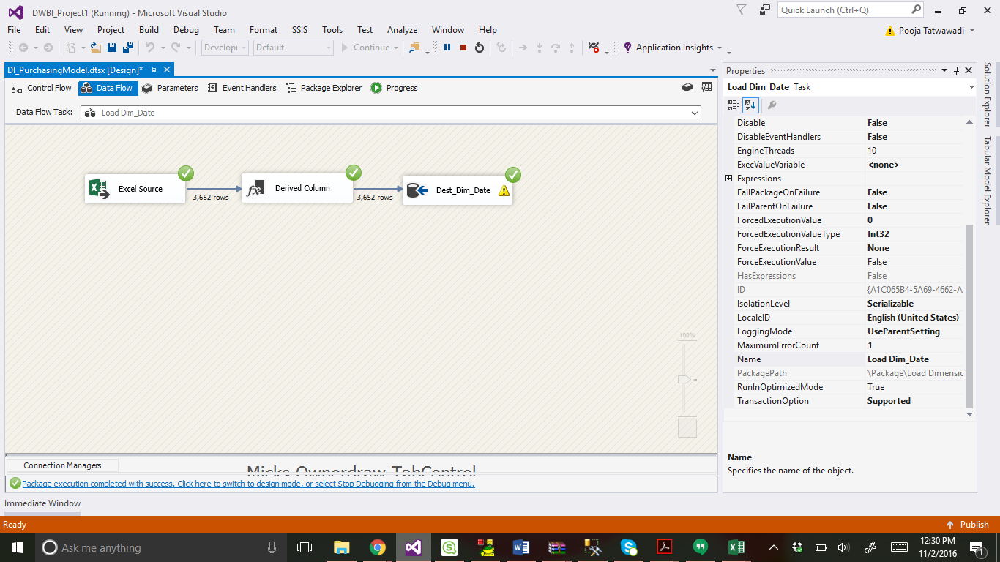 DWBI_Project1 (Running) - Microsoft Visual Studio
Quick Launch (Ctrl+Q)
File Edit View Project Build Debug Team Format SSIS Tools Test Analyze Window Help
Pooja Tatwawadi
Develop Default Continue Application Insights
DI_PurchasingModel.dtsx [Design]*
Control Flow Data Flow Parameters Event Handlers Package Explorer Progress
Data Flow Task: Load Dim_Date
Excel Source
3,652 rows
fx Derived Column
3,652 rows
Dest_Dim_Date
100%
Connection Managers
Micks Ownerdraw TabControl
Package execution completed with success. Click here to switch to design mode, or select Stop Debugging from the Debug menu.
Immediate Window
Properties
Load Dim_Date Task
Disable False
DisableEventHandlers False
EngineThreads 10
ExecValueVariable <none>
Expressions
FailPackageOnFailure False
FailParentOnFailure False
ForcedExecutionValue 0
ForcedExecutionValueType Int32
ForceExecutionResult None
ForceExecutionValue False
HasExpressions False
ID {A1C065B4-5A69-4662-A
IsolationLevel Serializable
LocaleID English (United States)
LoggingMode UseParentSetting
MaximumErrorCount 1
Name Load Dim_Date
PackagePath \Package\Load Dimensio
RunInOptimizedMode True
TransactionOption Supported
Name
Specifies the name of the object.
Solution Explorer
Tabular Model Explorer
Ready
Publish
Ask me anything
12:30 PM
11/2/2016
1